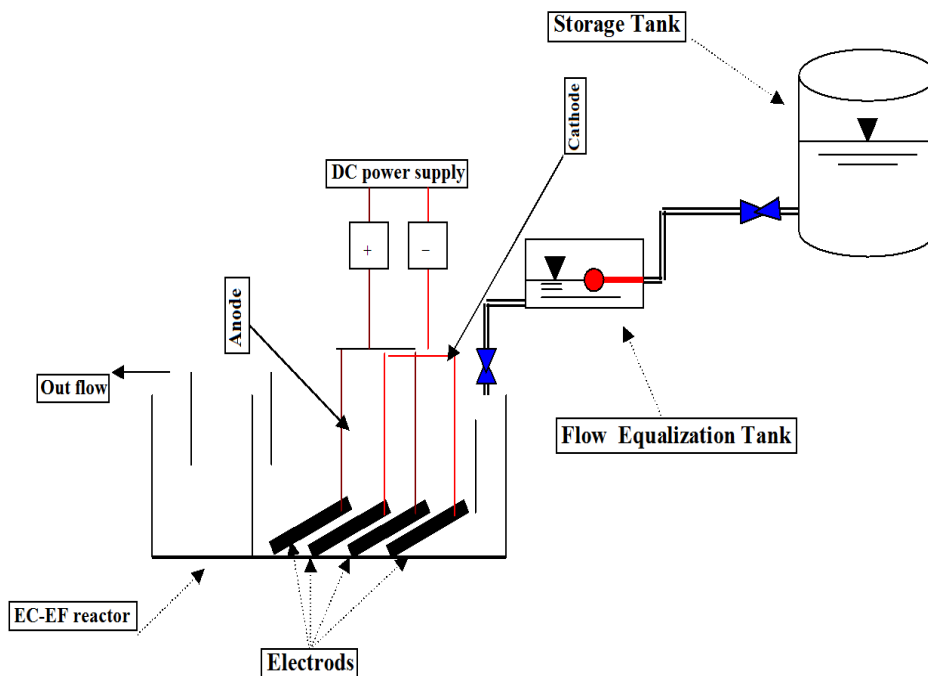 Storage Tank
Cathode
DC power supply
+
−
Anode
Out flow
Flow Equalization Tank
EC-EF reactor
Electrods